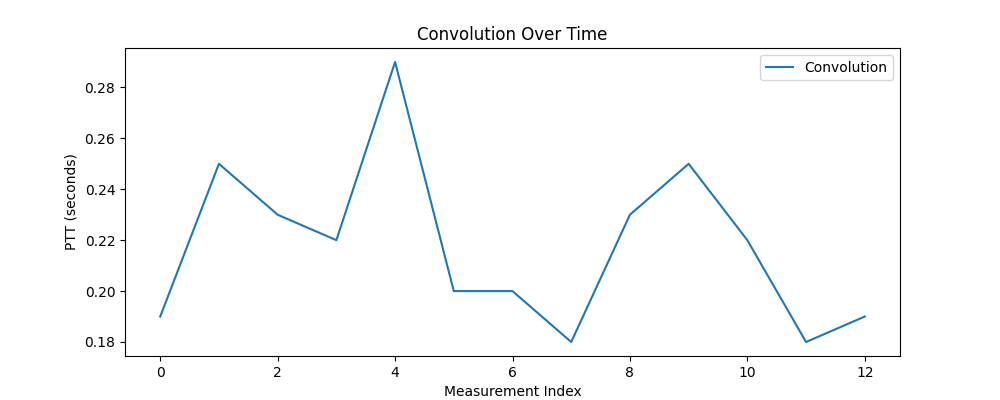 Convolution Over Time
Convolution
PTT (seconds)
0.28
0.26
0.24
0.22
0.20
0.18
0 2 4 6 8 10 12
Measurement Index